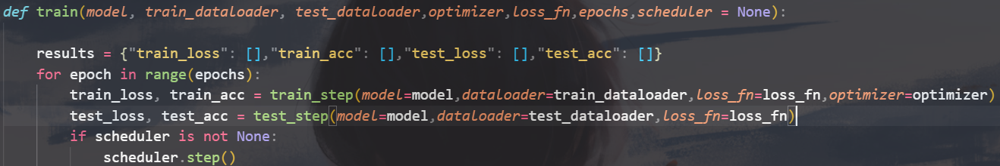 def train(model, train_dataloader, test_dataloader,optimizer,loss_fn,epochs,scheduler = None):
    results = {"train_loss": [],"train_acc": [],"test_loss": [],"test_acc": []}
    for epoch in range(epochs):
        train_loss, train_acc = train_step(model=model,dataloader=train_dataloader,loss_fn=loss_fn,optimizer=optimizer)
        test_loss, test_acc = test_step(model=model,dataloader=test_dataloader,loss_fn=loss_fn)
        if scheduler is not None:
            scheduler.step()